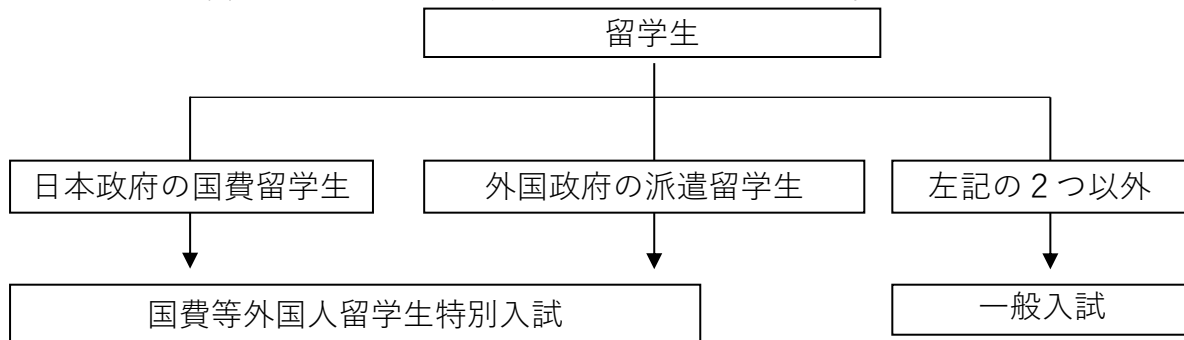 留学生
日本政府の国費留学生
外国政府の派遣留学生
左記の２つ以外
国費等外国人留学生特別入試
一般入試